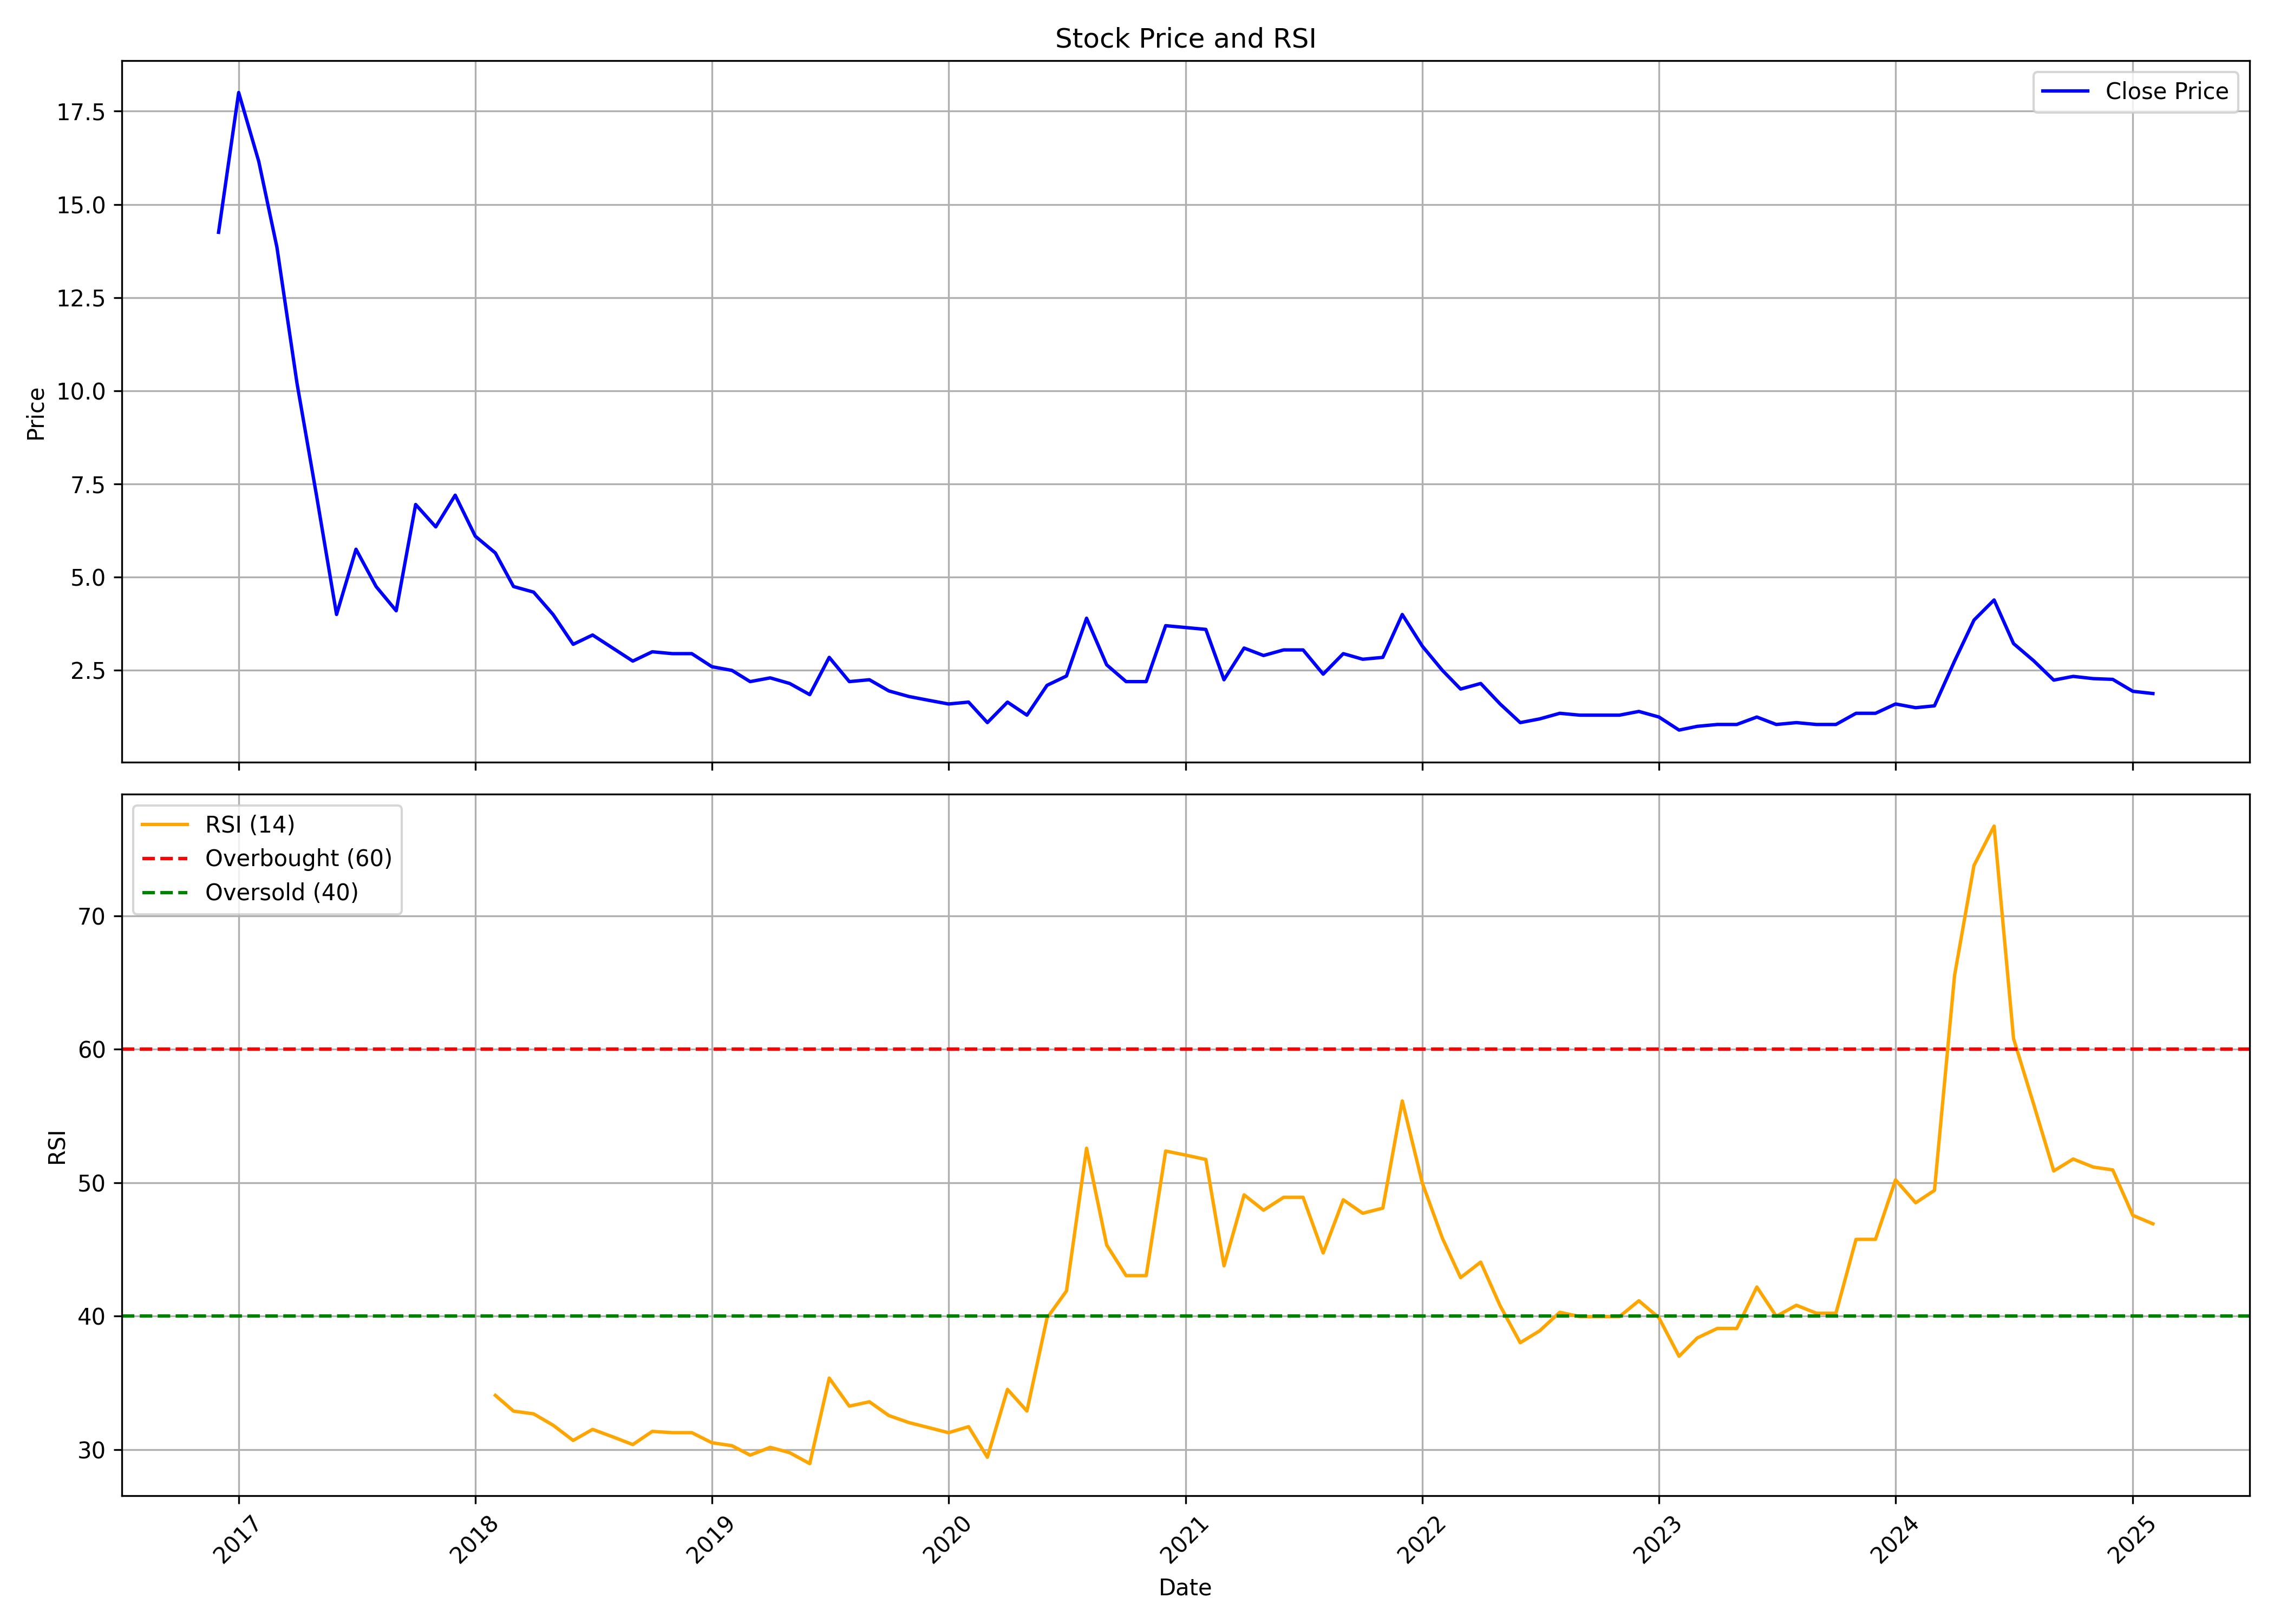 Stock Price and RSI
Close Price
17.5
15.0
12.5
10.0
7.5
5.0
2.5
Price
RSI (14)
Overbought (60)
Oversold (40)
70
60
50
40
30
RSI
2017
2018
2019
2020
2021
2022
2023
2024
2025
Date